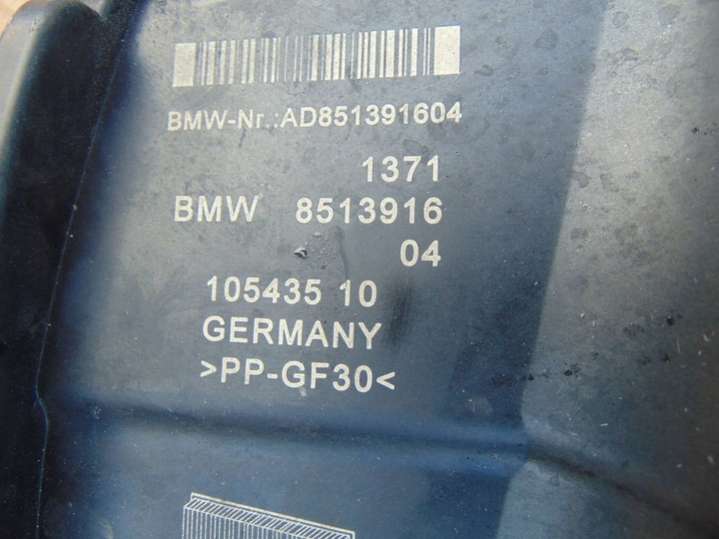 BMW-Nr.:AD851391604
1371
BMW 8513916
04
105435 10
GERMANY
>PP-GF30<